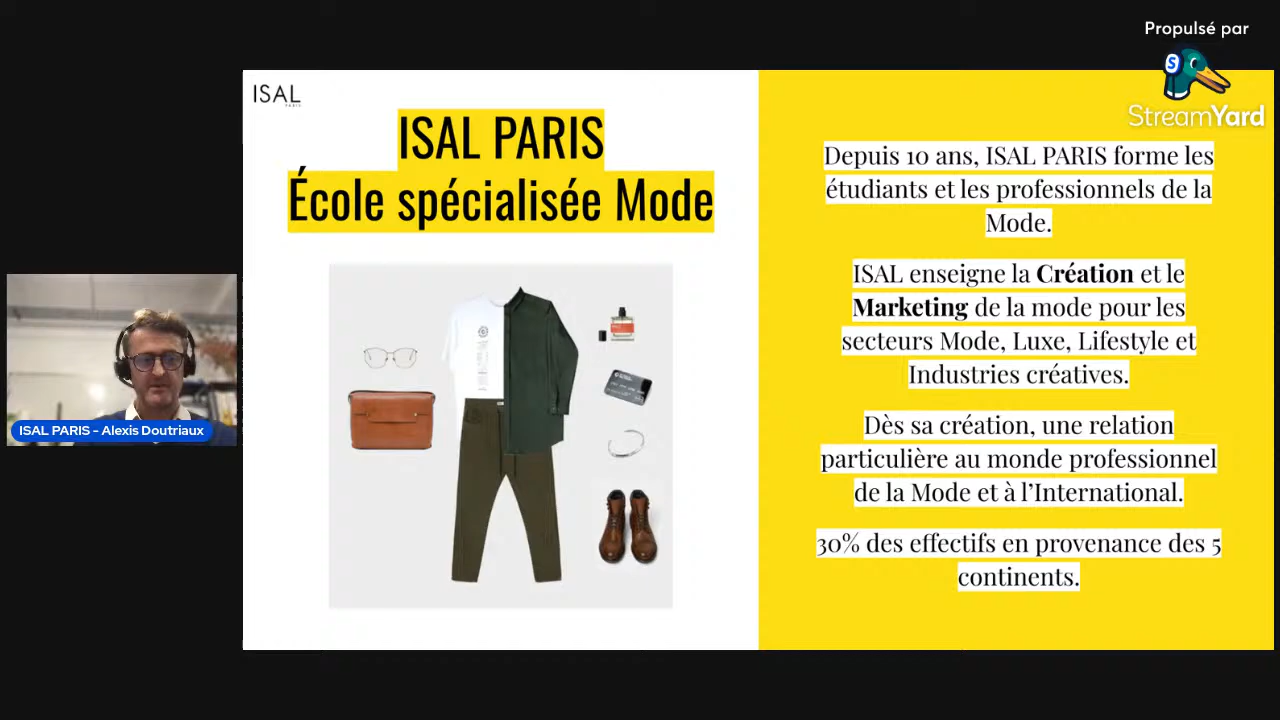 Propulsé par
StreamYard
ISAL
PARIS
ISAL PARIS
École spécialisée Mode
Depuis 10 ans, ISAL PARIS forme les
étudiants et les professionnels de la
Mode.
ISAL enseigne la Création et le
Marketing de la mode pour les
secteurs Mode, Luxe, Lifestyle et
Industries créatives.
Dès sa création, une relation
particulière au monde professionnel
de la Mode et à l’International.
30% des effectifs en provenance des 5
continents.
ISAL PARIS - Alexis Doutriaux